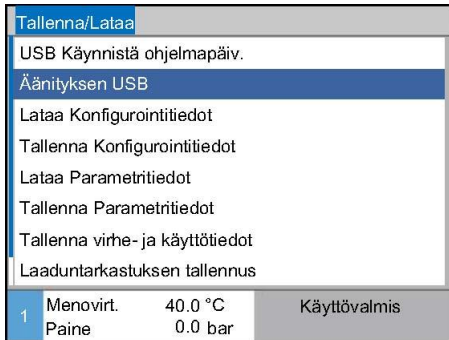 Tallenna/Lataa
USB Käynnistä ohjelmapäiv.
Äänityksen USB
Lataa Konfigurointitiedot
Tallenna Konfigurointitiedot
Lataa Parametritiedot
Tallenna Parametritiedot
Tallenna virhe- ja käyttötiedot
Laaduntarkastuksen tallennus
1 Menovirt. 40.0 °C Käyttövalmis
Paine 0.0 bar